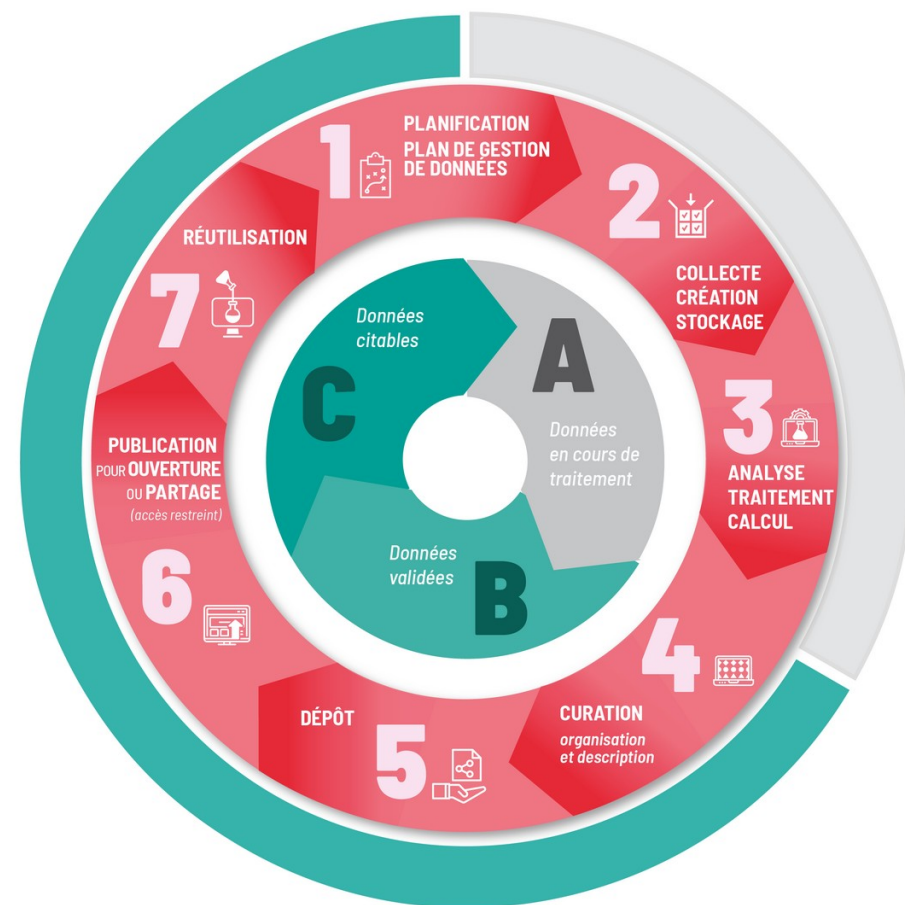 1
PLANIFICATION
PLAN DE GESTION
DE DONNÉES
2
COLLECTE
CRÉATION
STOCKAGE
3
ANALYSE
TRAITEMENT
CALCUL
4
CURATION
organisation
et description
5
DÉPÔT
6
PUBLICATION
POUR OUVERTURE
OU PARTAGE
(accès restreint)
7
RÉUTILISATION
A
Données
en cours de
traitement
B
Données
validées
C
Données
citables